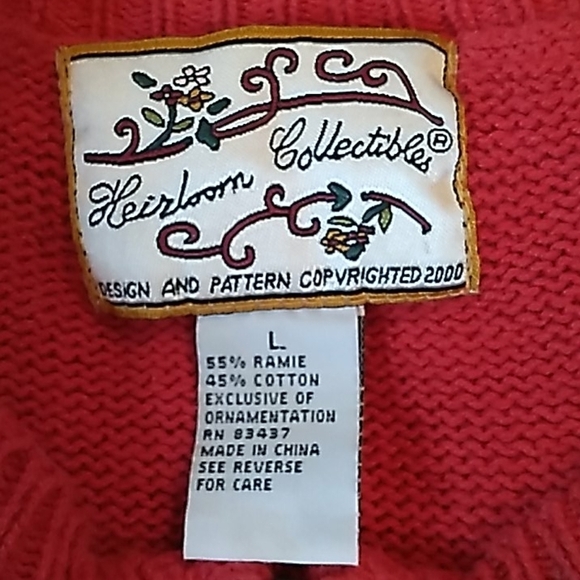 Heirloom Collectibles®
DESIGN AND PATTERN COPYRIGHTED 2000
L
55% RAMIE
45% COTTON
EXCLUSIVE OF
ORNAMENTATION
RN 83437
MADE IN CHINA
SEE REVERSE
FOR CARE